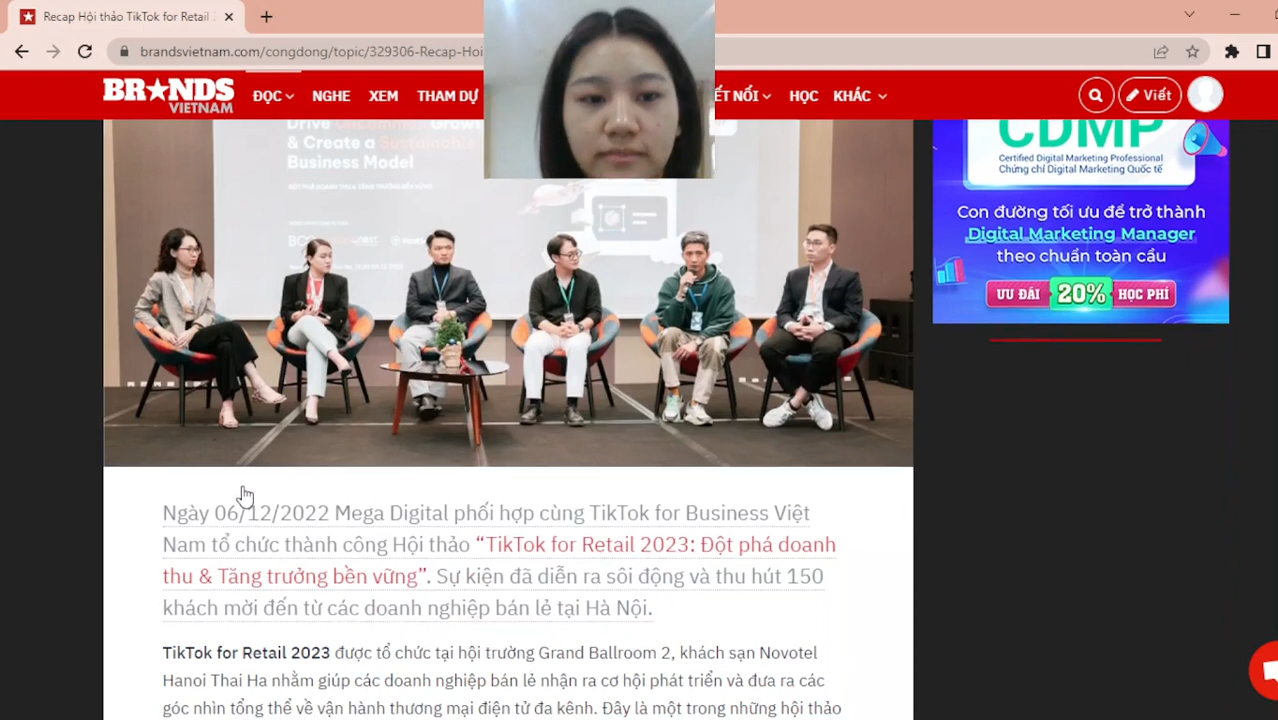 Recap Hội thảo TikTok for Retail
brandsvietnam.com/congdong/topic/329306-Recap-Hoi
BR★NDS
VIETNAM
ĐỌC
NGHE
XEM
THAM DỰ
KHÁC
HỌC
Viết
Drive Uncommon Growth
& Create a Sustainable
Business Model
CDMP
Certified Digital Marketing Professional
Chứng chỉ Digital Marketing Quốc tế
Con đường tối ưu để trở thành
Digital Marketing Manager
theo chuẩn toàn cầu
ƯU ĐÃI 20% HỌC PHÍ
Ngày 06/12/2022 Mega Digital phối hợp cùng TikTok for Business Việt
Nam tổ chức thành công Hội thảo “TikTok for Retail 2023: Đột phá doanh
thu & Tăng trưởng bền vững”. Sự kiện đã diễn ra sôi động và thu hút 150
khách mời đến từ các doanh nghiệp bán lẻ tại Hà Nội.
TikTok for Retail 2023 được tổ chức tại hội trường Grand Ballroom 2, khách sạn Novotel
Hanoi Thai Ha nhằm giúp các doanh nghiệp bán lẻ nhận ra cơ hội phát triển và đưa ra các
góc nhìn tổng thể về vận hành thương mại điện tử đa kênh. Đây là một trong những hội thảo